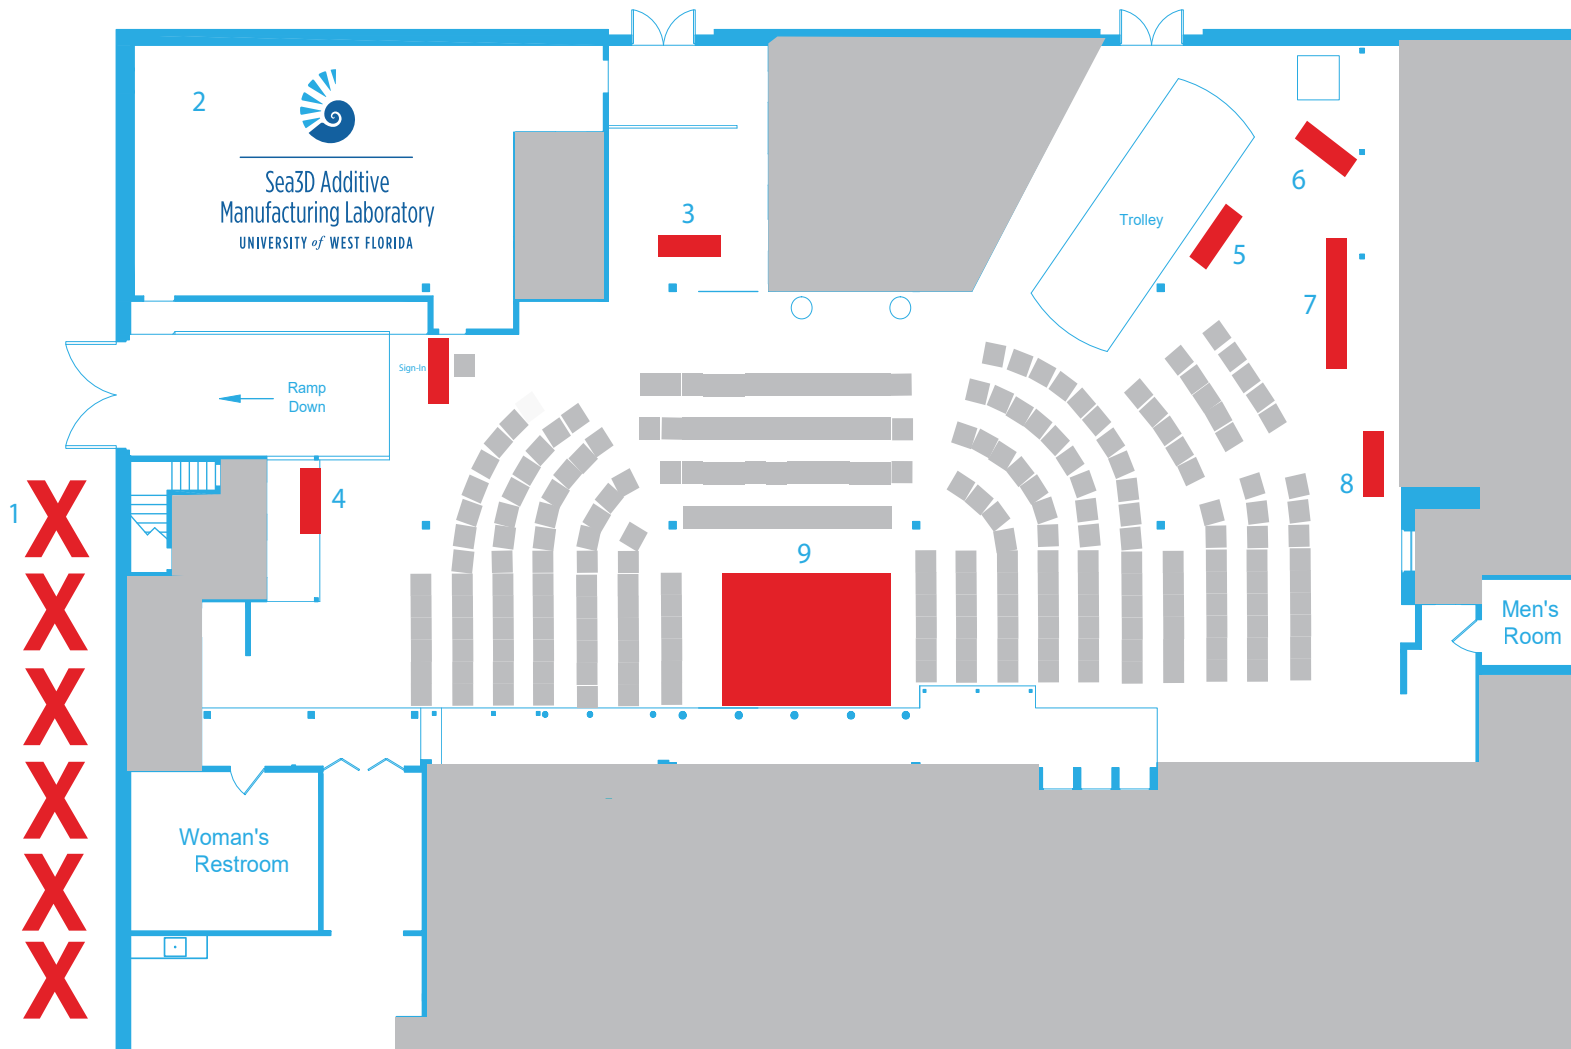 2
Sea3D Additive
Manufacturing Laboratory
UNIVERSITY of WEST FLORIDA
3
Trolley
6
5
7
Sign-In
Ramp
Down
8
4
1
X
X
X
X
X
X
9
Men's
Room
Woman's
Restroom